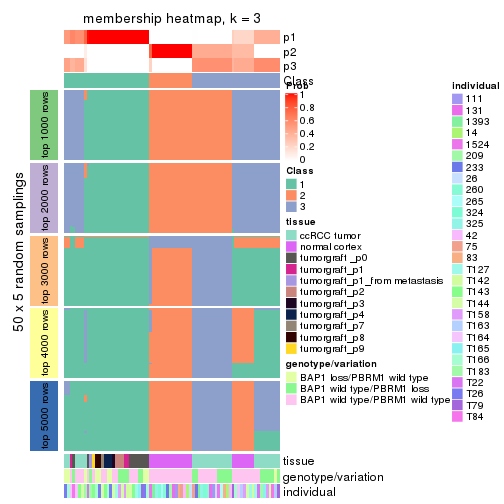 membership heatmap, k = 3
p1
p2
p3
Class
50 x 5 random samplings
top 1000 rows
top 2000 rows
top 3000 rows
top 4000 rows
top 5000 rows
tissue
genotype/variation
individual
Prob
1
0.8
0.6
0.4
0.2
0
Class
1
2
3
tissue
ccRCC tumor
normal cortex
tumorgraft_p0
tumorgraft_p1
tumorgraft_p1_from metastasis
tumorgraft_p2
tumorgraft_p3
tumorgraft_p4
tumorgraft_p7
tumorgraft_p8
tumorgraft_p9
genotype/variation
BAP1 loss/PBRM1 wild type
BAP1 wild type/PBRM1 loss
BAP1 wild type/PBRM1 wild type
individual
111
131
1393
14
1524
209
233
26
260
265
324
325
42
75
83
T127
T142
T143
T144
T158
T163
T164
T165
T166
T183
T22
T26
T79
T84